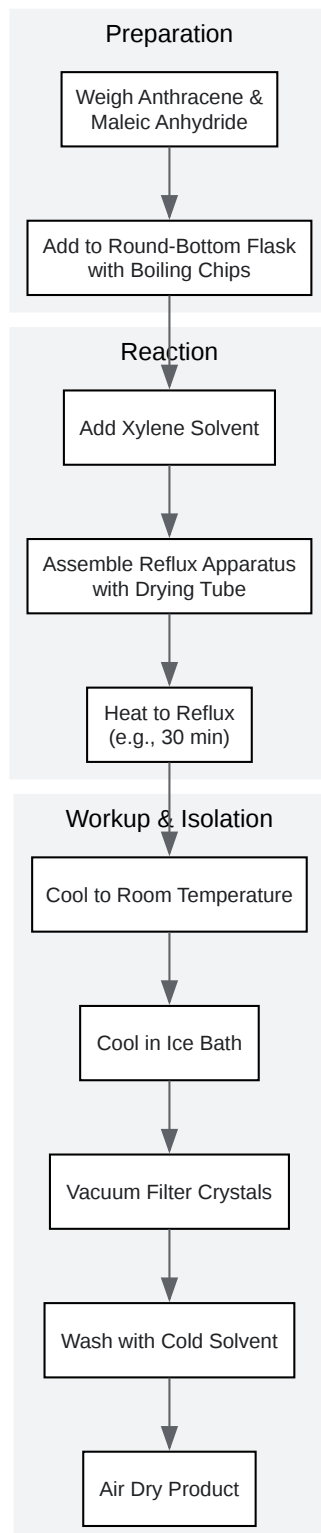 Preparation
Weigh Anthracene &
Maleic Anhydride
Add to Round-Bottom Flask
with Boiling Chips
Reaction
Add Xylene Solvent
Assemble Reflux Apparatus
with Drying Tube
Heat to Reflux
(e.g., 30 min)
Workup & Isolation
Cool to Room Temperature
Cool in Ice Bath
Vacuum Filter Crystals
Wash with Cold Solvent
Air Dry Product